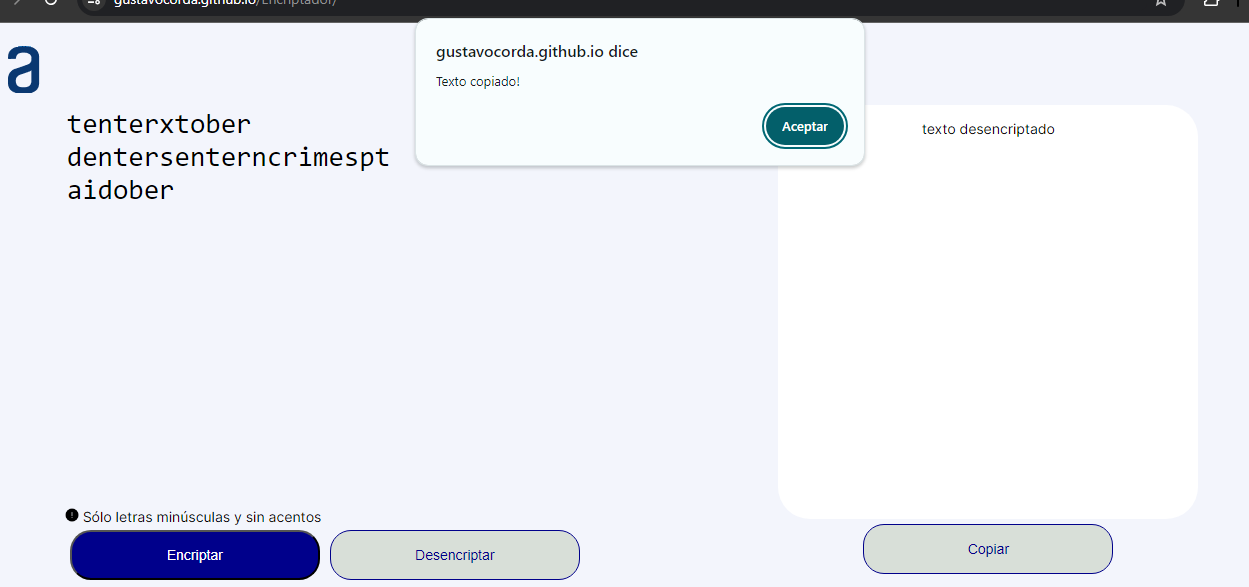 gustavocorda.github.io/Encriptador/
gustavocorda.github.io dice
Texto copiado!
Aceptar
a
tenterxtober
dentersenterncrimespt
aidober
texto desencriptado
Sólo letras minúsculas y sin acentos
Encriptar
Desencriptar
Copiar